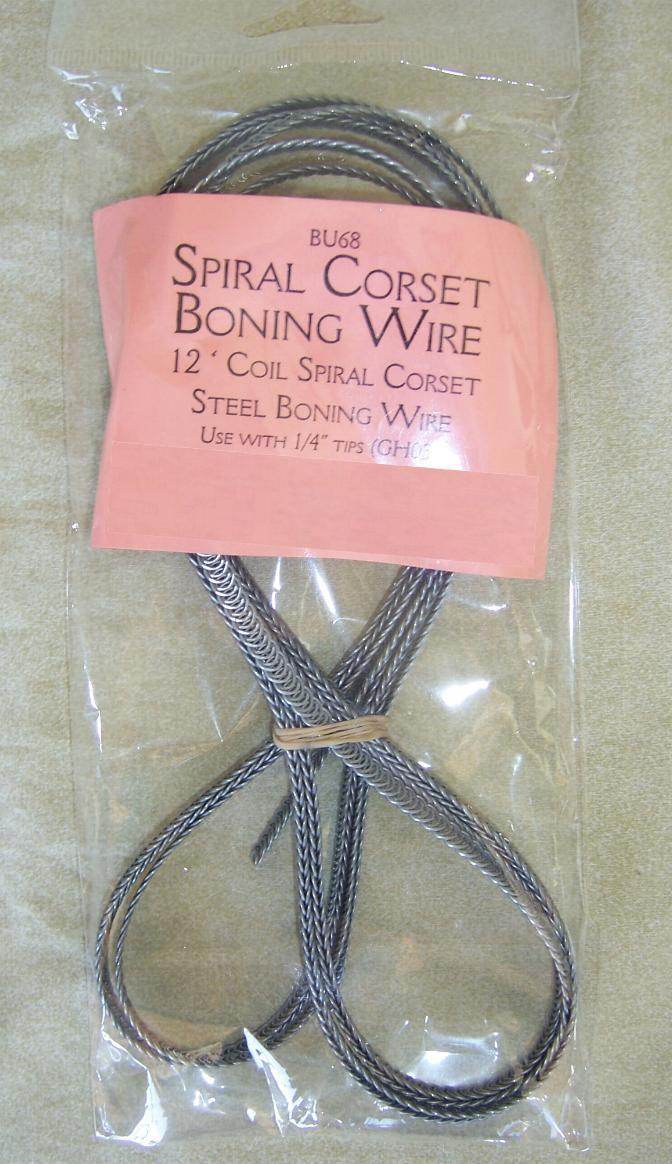 BU68
SPIRAL CORSET
BONING WIRE
12 ' COIL SPIRAL CORSET
STEEL BONING WIRE
USE WITH 1/4" TIPS